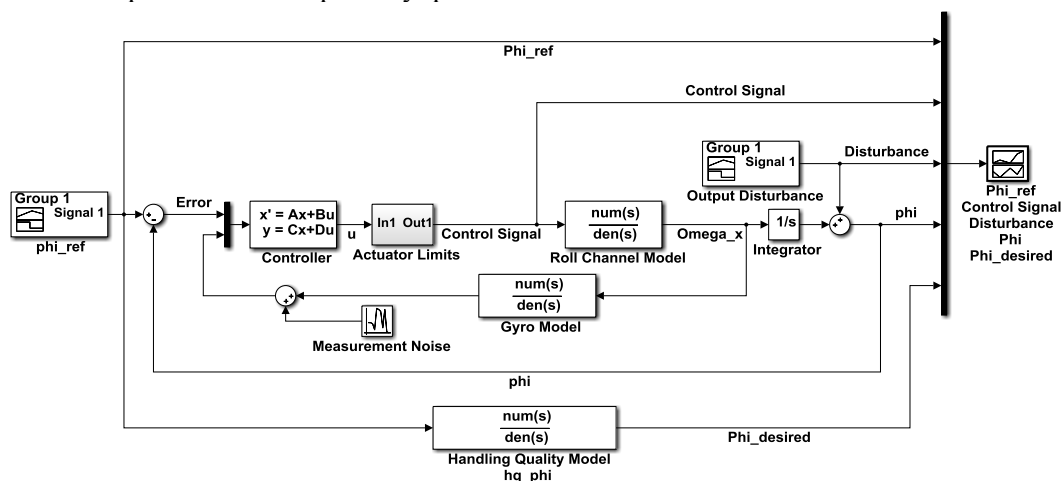 Phi_ref
Control Signal
Group 1
Signal 1
Disturbance
Output Disturbance
Group 1
Signal 1
phi_ref
Error
x' = Ax+Bu
y = Cx+Du
Controller
u
In1 Out1
Actuator Limits
Control Signal
num(s)
den(s)
Roll Channel Model
Omega_x
1/s
Integrator
phi
Phi_ref
Control Signal
Disturbance
Phi
Phi_desired
num(s)
den(s)
Gyro Model
Measurement Noise
phi
num(s)
den(s)
Handling Quality Model
hq_phi
Phi_desired